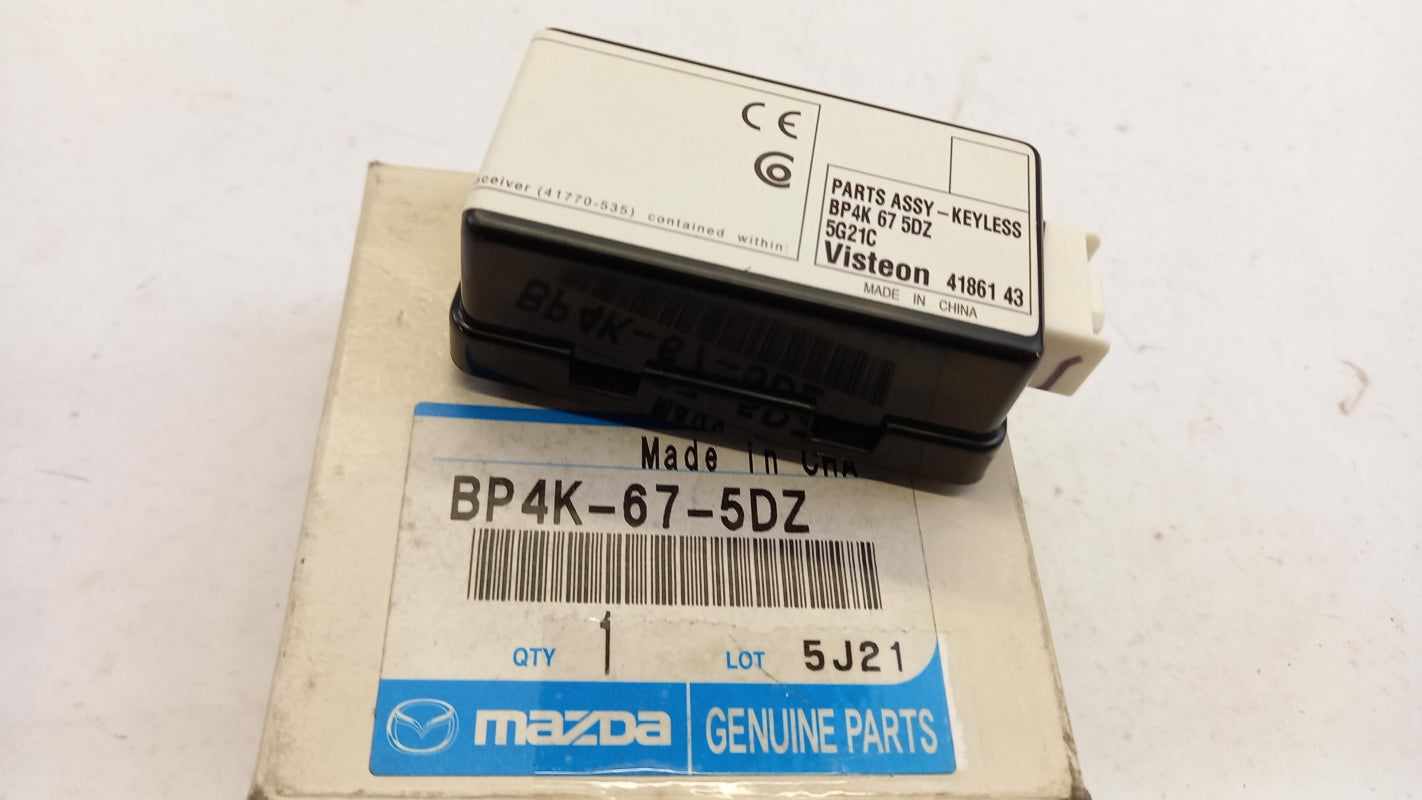 CE
eceiver (41770-535) contained within:
PARTS ASSY-KEYLESS
BP4K 67 5DZ
5G21C
Visteon 41861 43
MADE IN CHINA
Made in CHA
BP4K-67-5DZ
QTY 1 LOT 5J21
mazda GENUINE PARTS